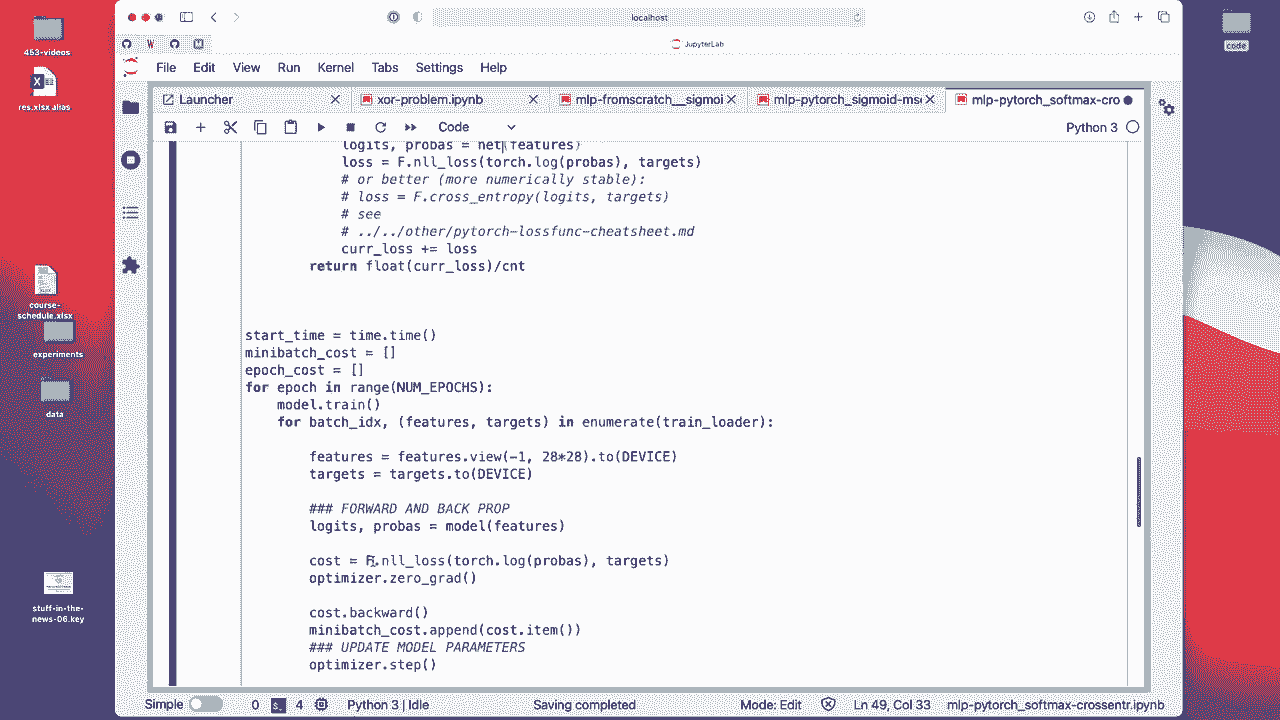 localhost
453-videos
res.xlsx alias
course-
schedule.xlsx
experiments
data
stuff-in-the-
news-06.key
code
JupyterLab
File Edit View Run Kernel Tabs Settings Help
Launcher
xor-problem.ipynb
mlp-fromscratch__sigmoi
mlp-pytorch_sigmoid-mse
mlp-pytorch_softmax-cro
Code
Python 3
logits, probas = net(features)
loss = F.nll_loss(torch.log(probas), targets)
# or better (more numerically stable):
# loss = F.cross_entropy(logits, targets)
# see
# ../../other/pytorch-lossfunc-cheatsheet.md
curr_loss += loss
return float(curr_loss)/cnt
start_time = time.time()
minibatch_cost = []
epoch_cost = []
for epoch in range(NUM_EPOCHS):
model.train()
for batch_idx, (features, targets) in enumerate(train_loader):
features = features.view(-1, 28*28).to(DEVICE)
targets = targets.to(DEVICE)
### FORWARD AND BACK PROP
logits, probas = model(features)
cost = F.nll_loss(torch.log(probas), targets)
optimizer.zero_grad()
cost.backward()
minibatch_cost.append(cost.item())
### UPDATE MODEL PARAMETERS
optimizer.step()
Simple 0 4 Python 3 | Idle Saving completed Mode: Edit Ln 49, Col 33 mlp-pytorch_softmax-crossentr.ipynb